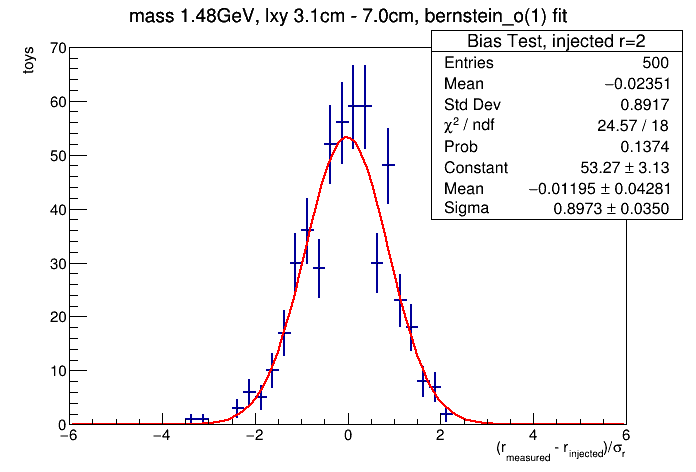 mass 1.48GeV, lxy 3.1cm - 7.0cm, bernstein_o(1) fit
toys
Bias Test, injected r=2
Entries 500
Mean −0.02351
Std Dev 0.8917
χ² / ndf 24.57 / 18
Prob 0.1374
Constant 53.27 ± 3.13
Mean −0.01195 ± 0.04281
Sigma 0.8973 ± 0.0350
70
60
50
40
30
20
10
0
−6 −4 −2 0 2 4 6
(r_measured - r_injected)/σ_r